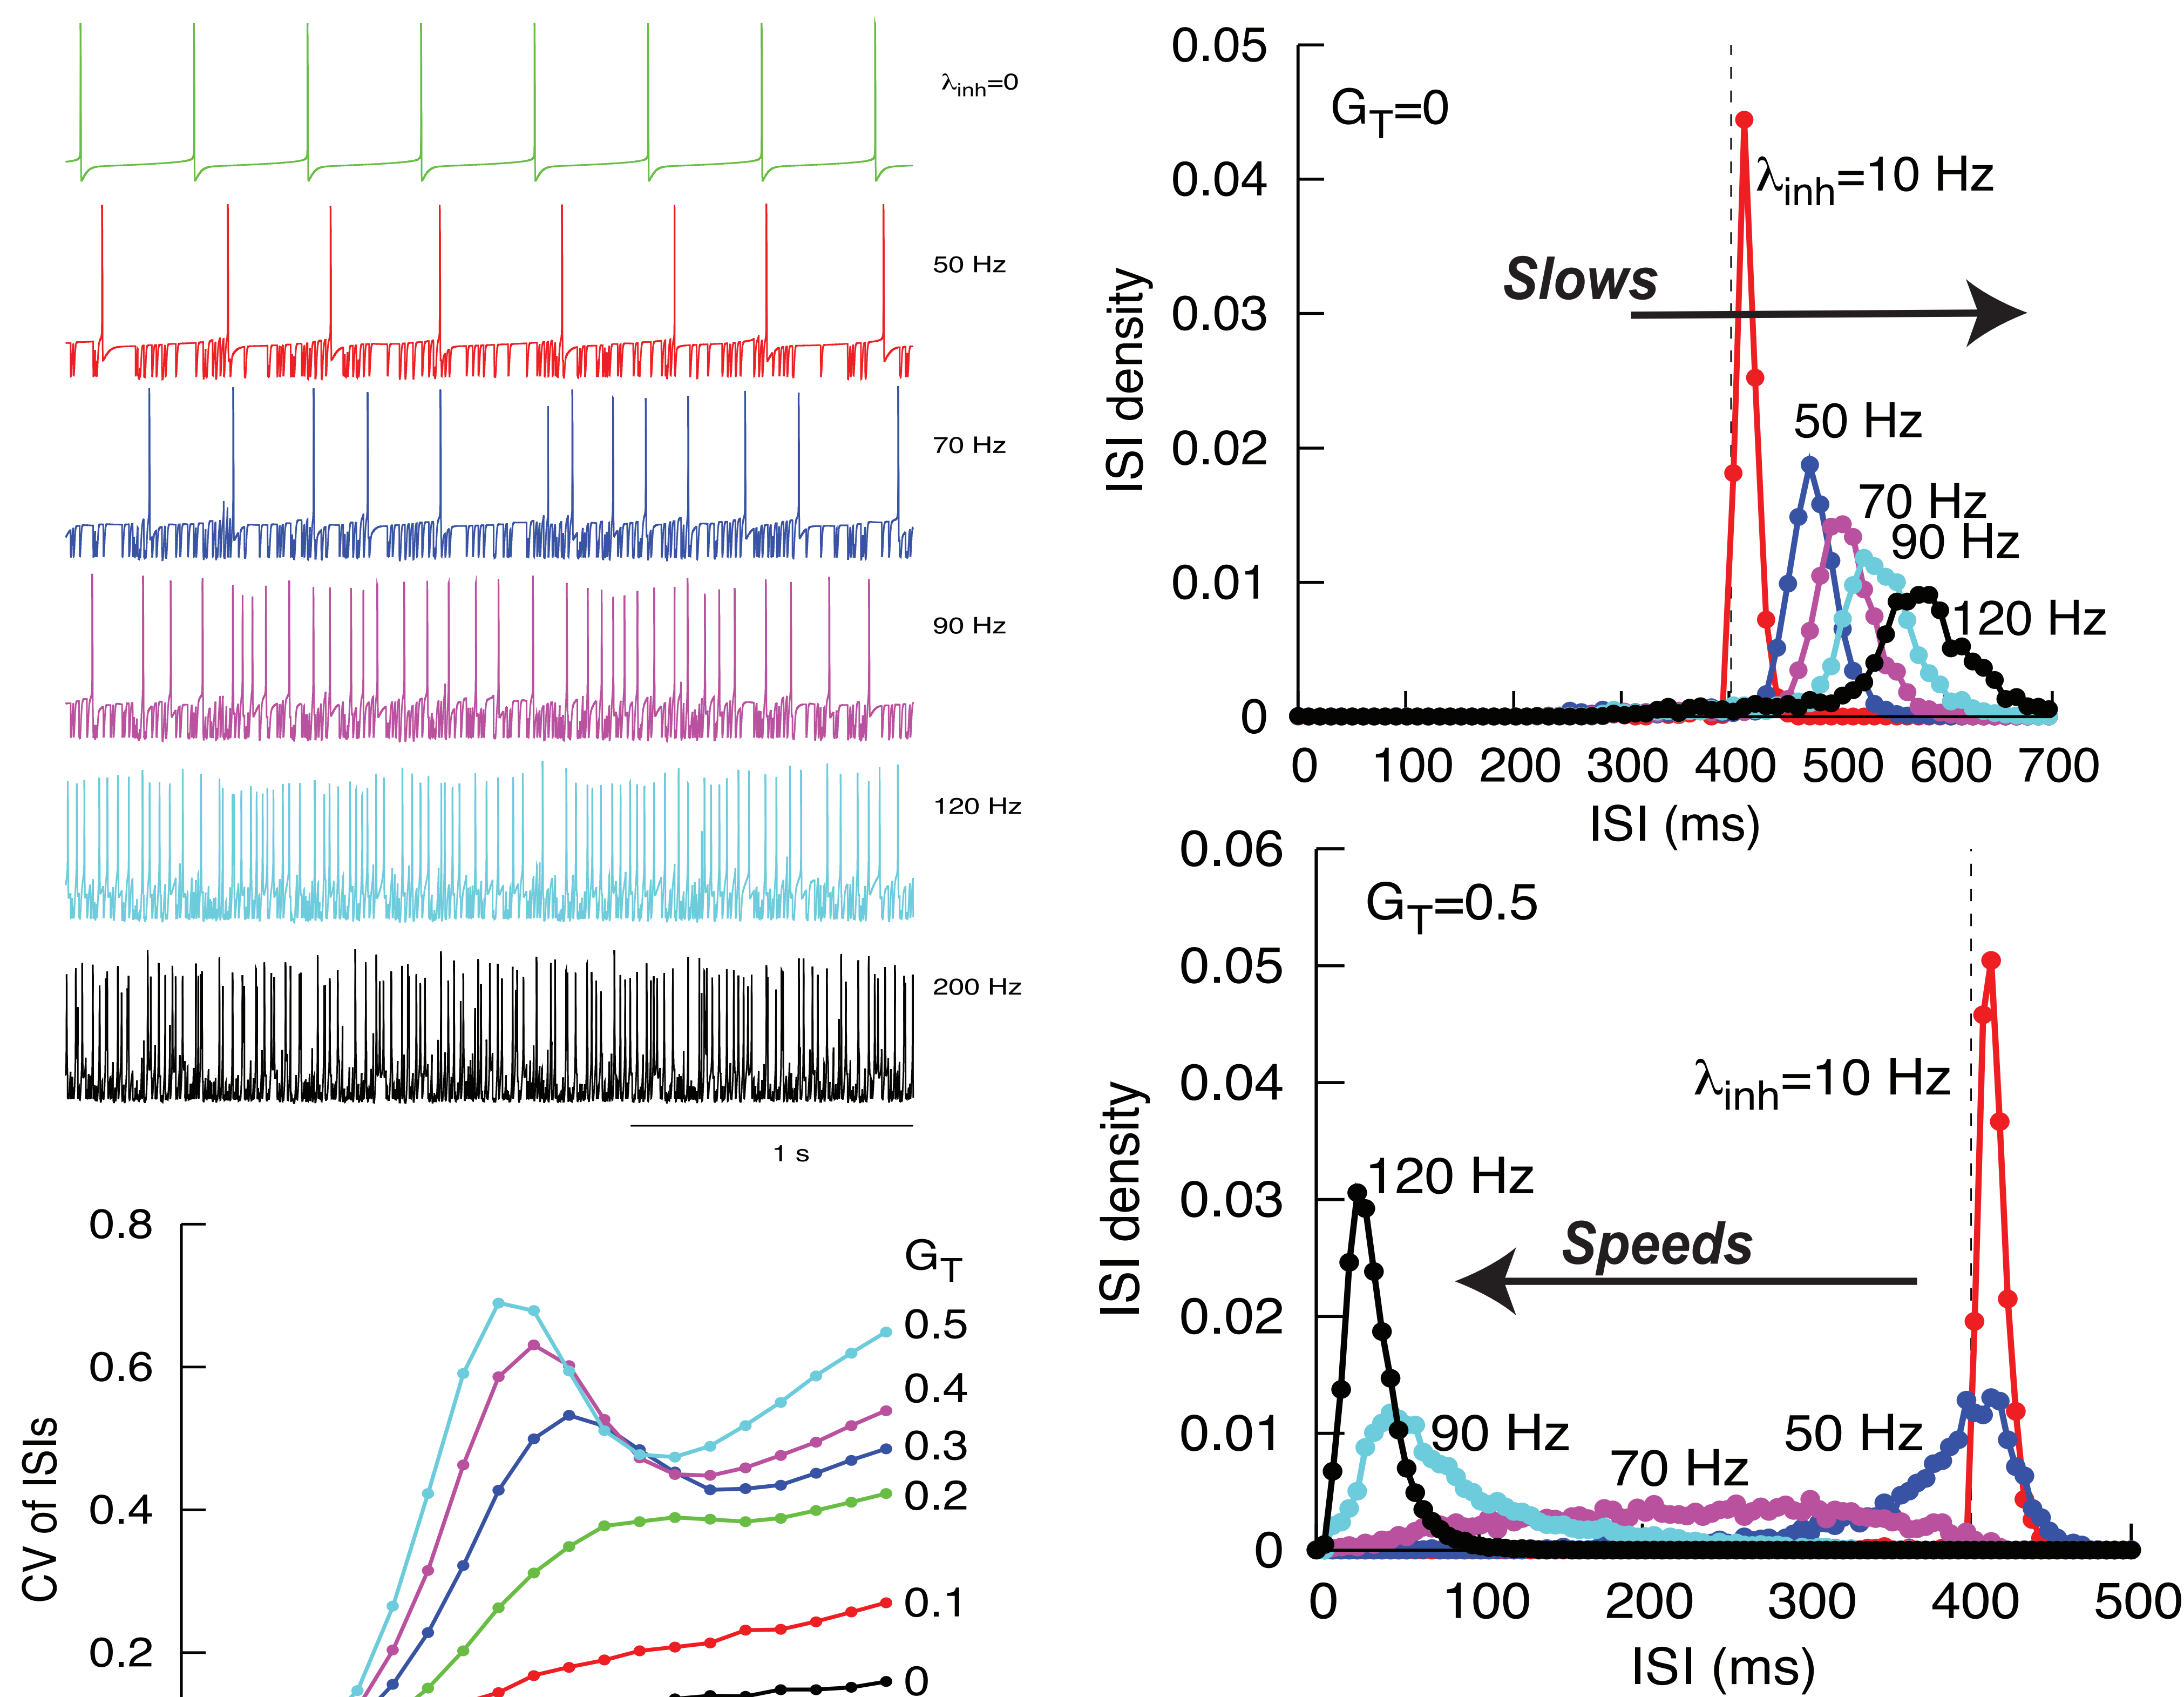 λinh=0
50 Hz
70 Hz
90 Hz
120 Hz
200 Hz
1 s
0.05
0.04
0.03
0.02
0.01
0
ISI density
GT=0
λinh=10 Hz
Slows
50 Hz
70 Hz
90 Hz
120 Hz
0 100 200 300 400 500 600 700
ISI (ms)
0.06
0.05
0.04
0.03
0.02
0.01
0
ISI density
GT=0.5
λinh=10 Hz
120 Hz
Speeds
90 Hz
70 Hz
50 Hz
0 100 200 300 400 500
ISI (ms)
0.8
0.6
0.4
0.2
CV of ISIs
GT
0.5
0.4
0.3
0.2
0.1
0